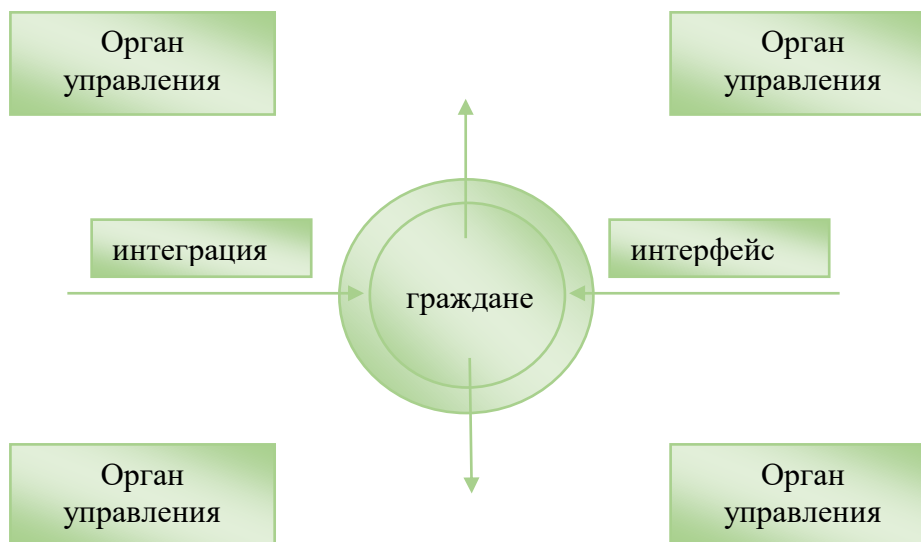 Орган
управления
Орган
управления
интеграция
интерфейс
граждане
Орган
управления
Орган
управления